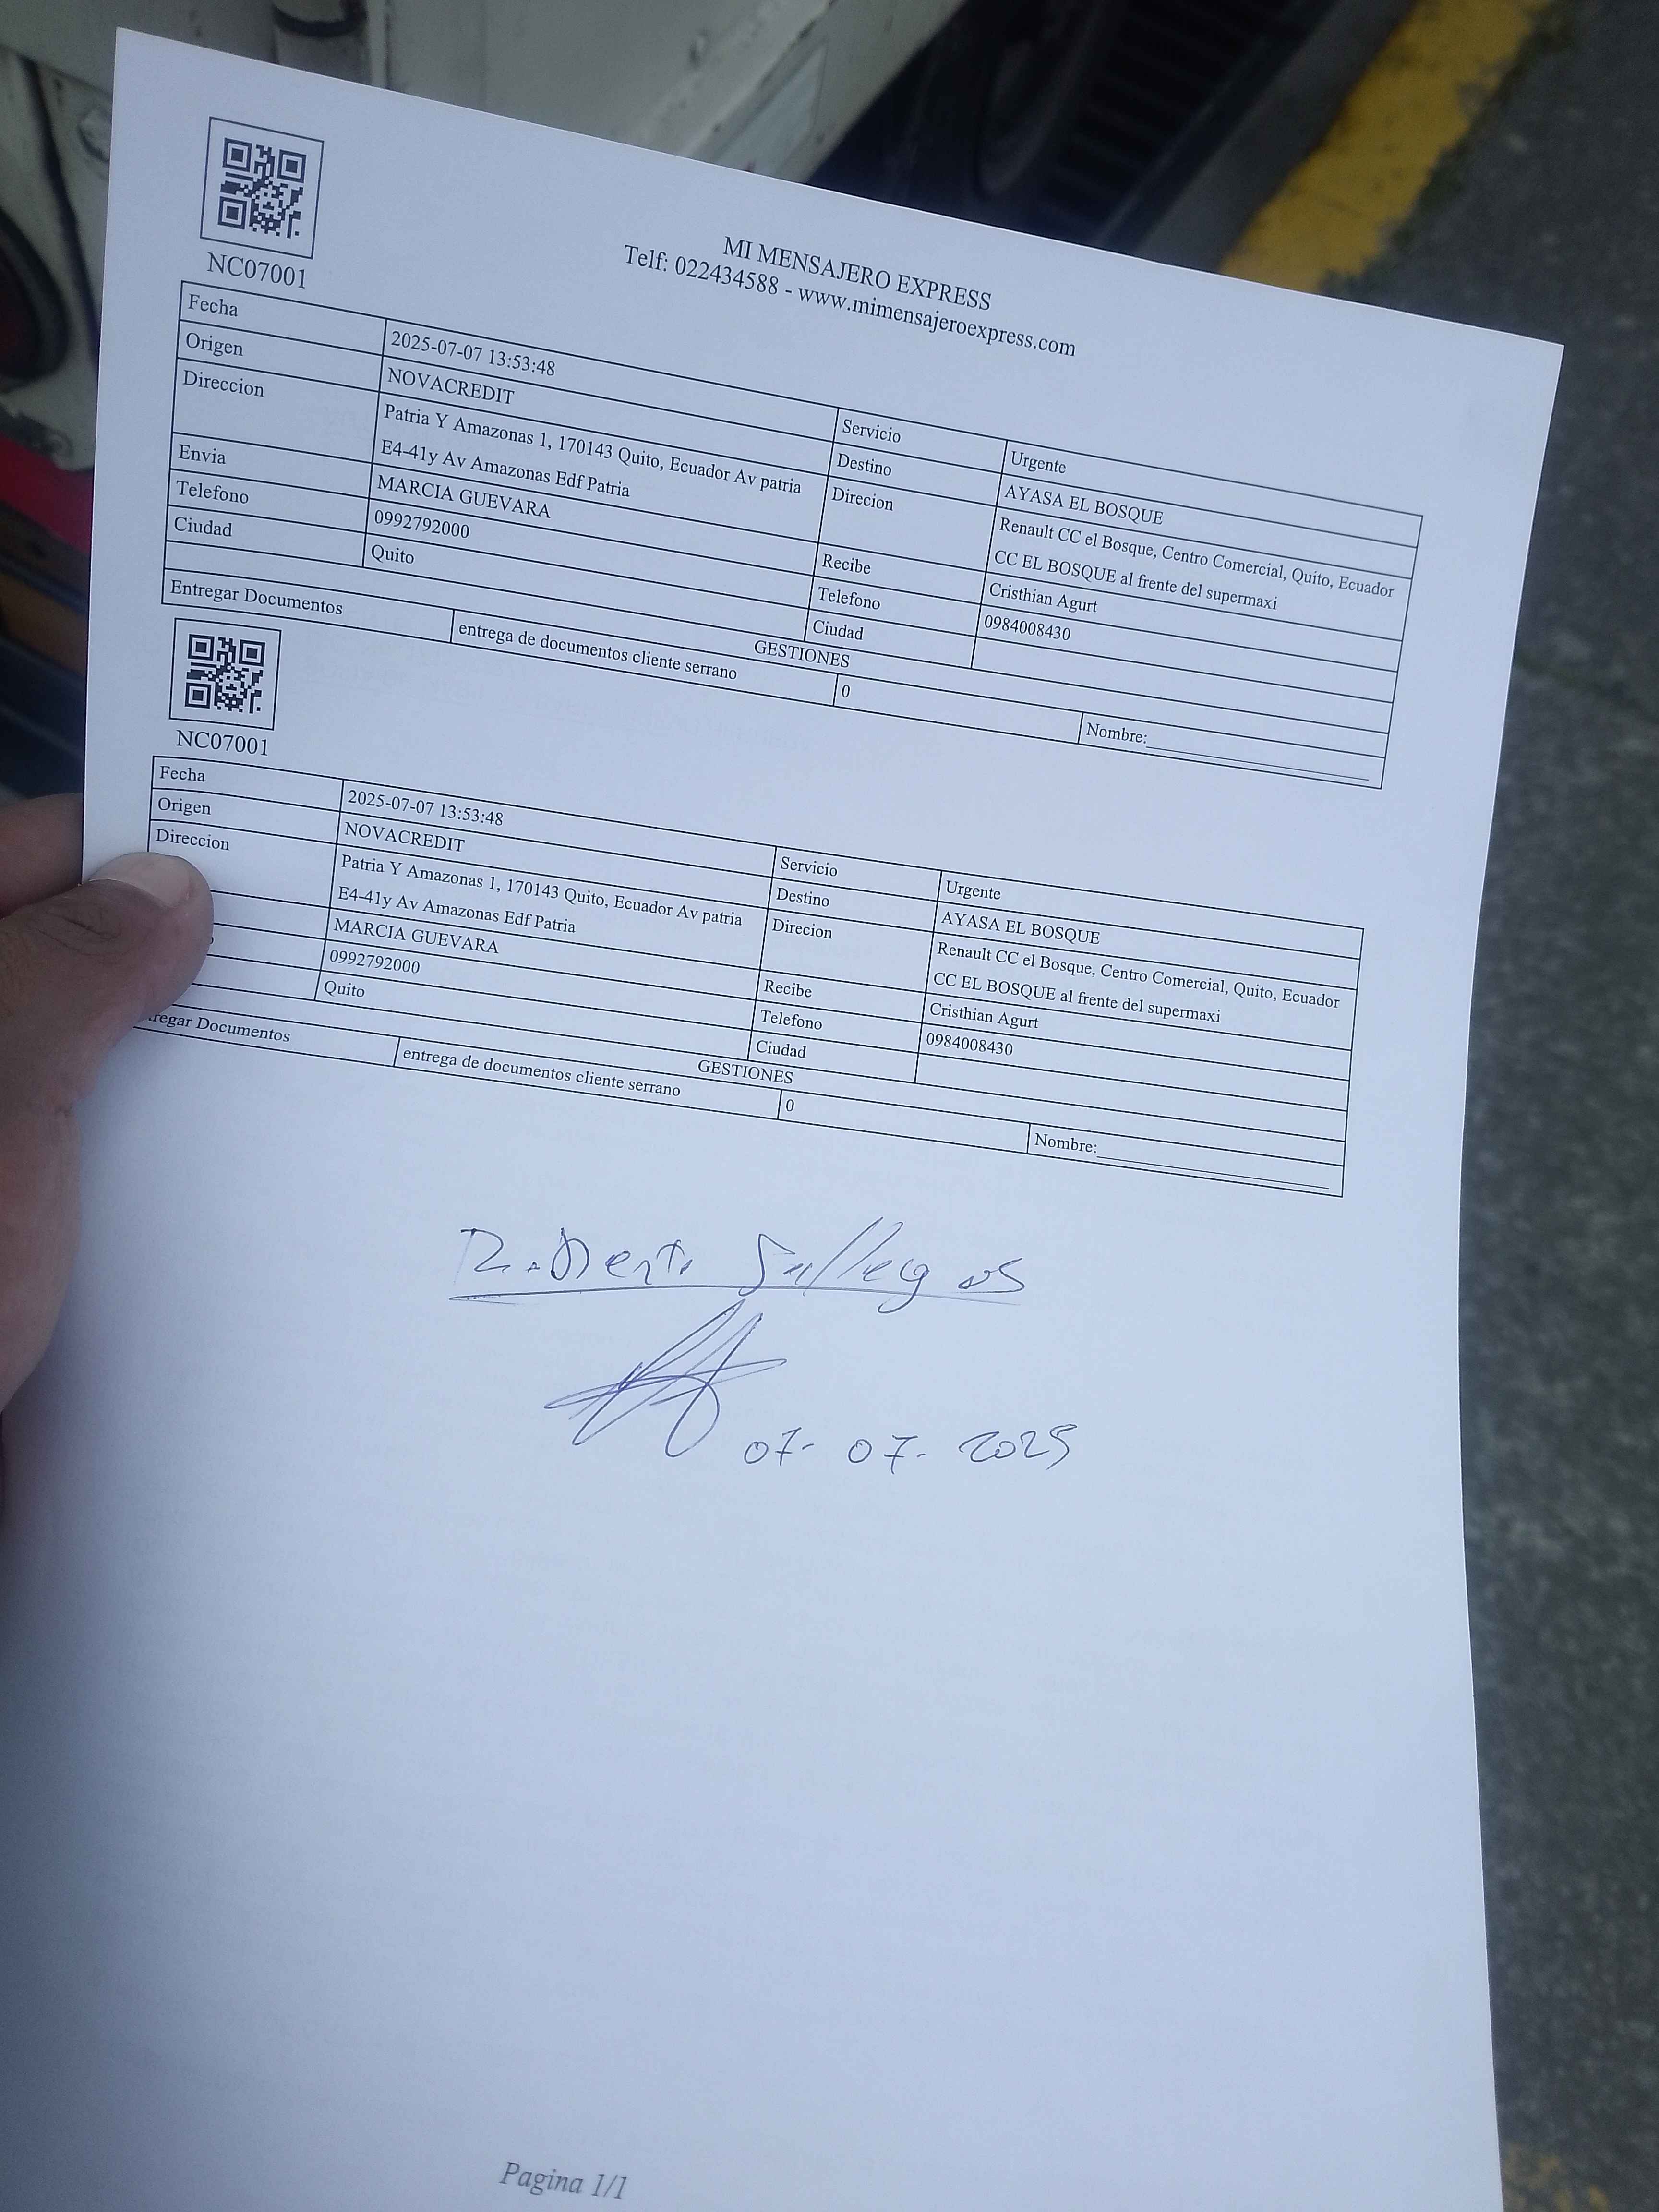 NC07001
MI MENSAJERO EXPRESS
Telf: 022434588 - www.mimensajeroexpress.com
Fecha 2025-07-07 13:53:48 Servicio Urgente
Origen NOVACREDIT Destino AYASA EL BOSQUE
Direccion Patria Y Amazonas 1, 170143 Quito, Ecuador Av patria Direcion Renault CC el Bosque, Centro Comercial, Quito, Ecuador
E4-41y Av Amazonas Edf Patria CC EL BOSQUE al frente del supermaxi
Envia MARCIA GUEVARA Recibe Cristhian Agurt
Telefono 0992792000 Telefono 0984008430
Ciudad Quito Ciudad
GESTIONES
Entregar Documentos entrega de documentos cliente serrano 0 Nombre:
NC07001
Fecha 2025-07-07 13:53:48 Servicio Urgente
Origen NOVACREDIT Destino AYASA EL BOSQUE
Direccion Patria Y Amazonas 1, 170143 Quito, Ecuador Av patria Direcion Renault CC el Bosque, Centro Comercial, Quito, Ecuador
E4-41y Av Amazonas Edf Patria CC EL BOSQUE al frente del supermaxi
MARCIA GUEVARA Recibe Cristhian Agurt
0992792000 Telefono 0984008430
Quito Ciudad
GESTIONES
regar Documentos entrega de documentos cliente serrano 0 Nombre:
07-07-2025
Pagina 1/1